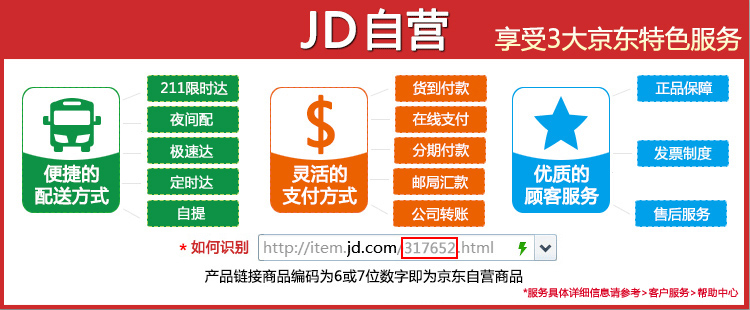 JD自营
享受3大京东特色服务
便捷的
配送方式
211限时达
夜间配
极速达
定时达
自提
$
灵活的
支付方式
货到付款
在线支付
分期付款
邮局汇款
公司转账
优质的
顾客服务
正品保障
发票制度
售后服务
*如何识别
http://item.jd.com/317652.html
产品链接商品编码为6或7位数字即为京东自营商品
*服务具体详细信息请参考>客户服务>帮助中心